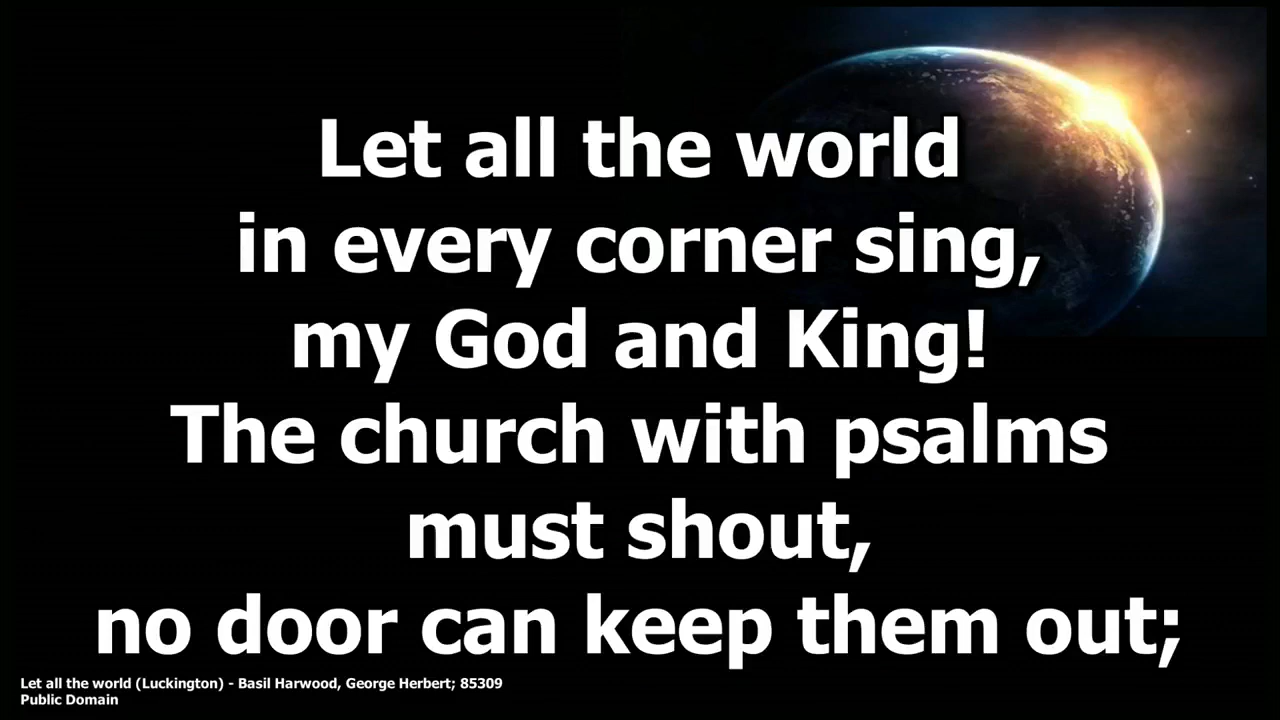 Let all the world
in every corner sing,
my God and King!
The church with psalms
must shout,
no door can keep them out;
Let all the world (Luckington) - Basil Harwood, George Herbert; 85309
Public Domain